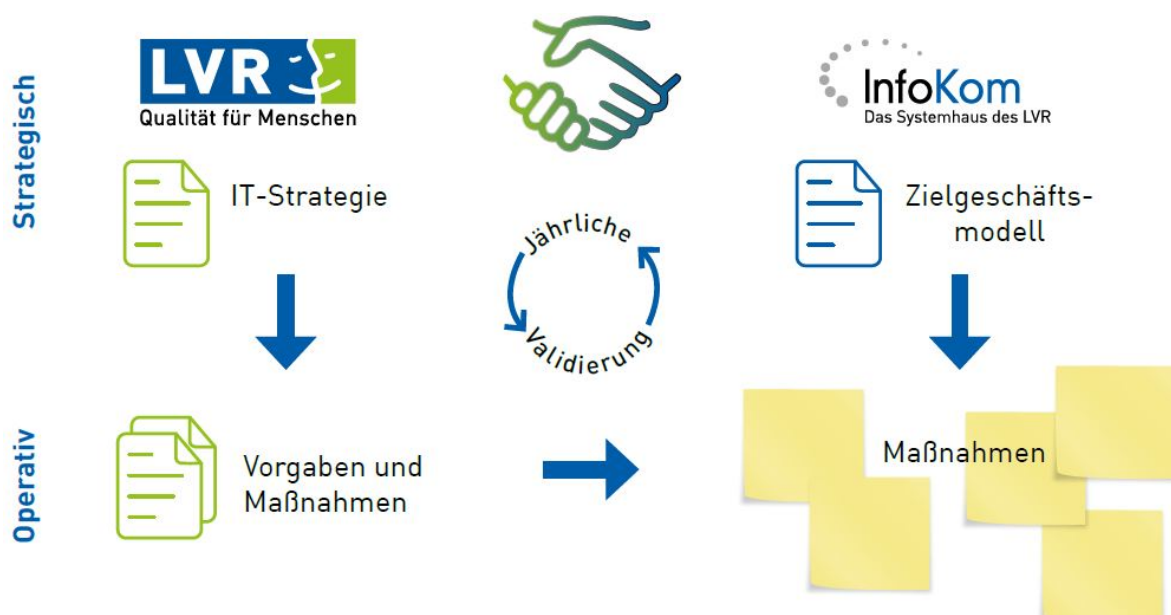 Strategisch
LVR
Qualität für Menschen
InfoKom
Das Systemhaus des LVR
IT-Strategie
Jährliche
Validierung
Zielgeschäfts-
modell
Operativ
Vorgaben und
Maßnahmen
Maßnahmen